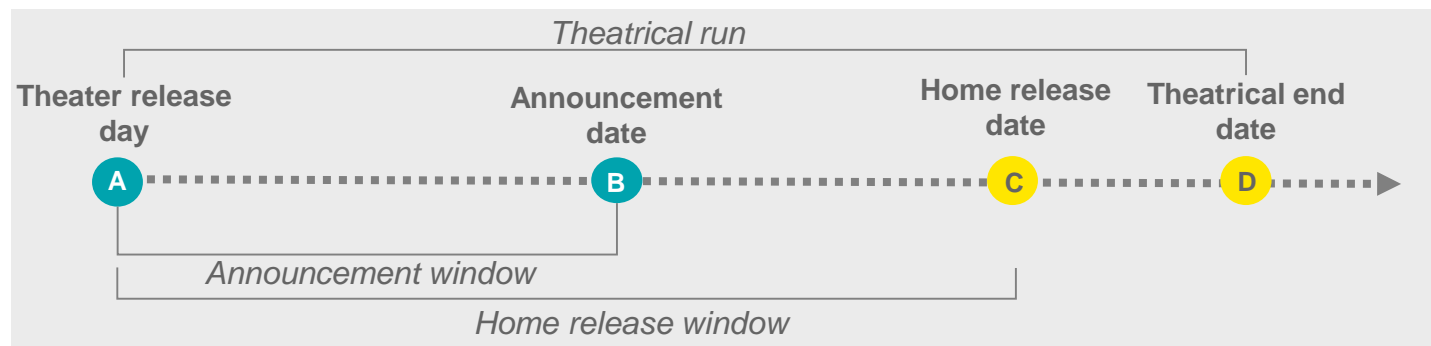 Theatrical run
Theater release
day
Announcement
date
Home release
date
Theatrical end
date
A
B
C
D
Announcement window
Home release window